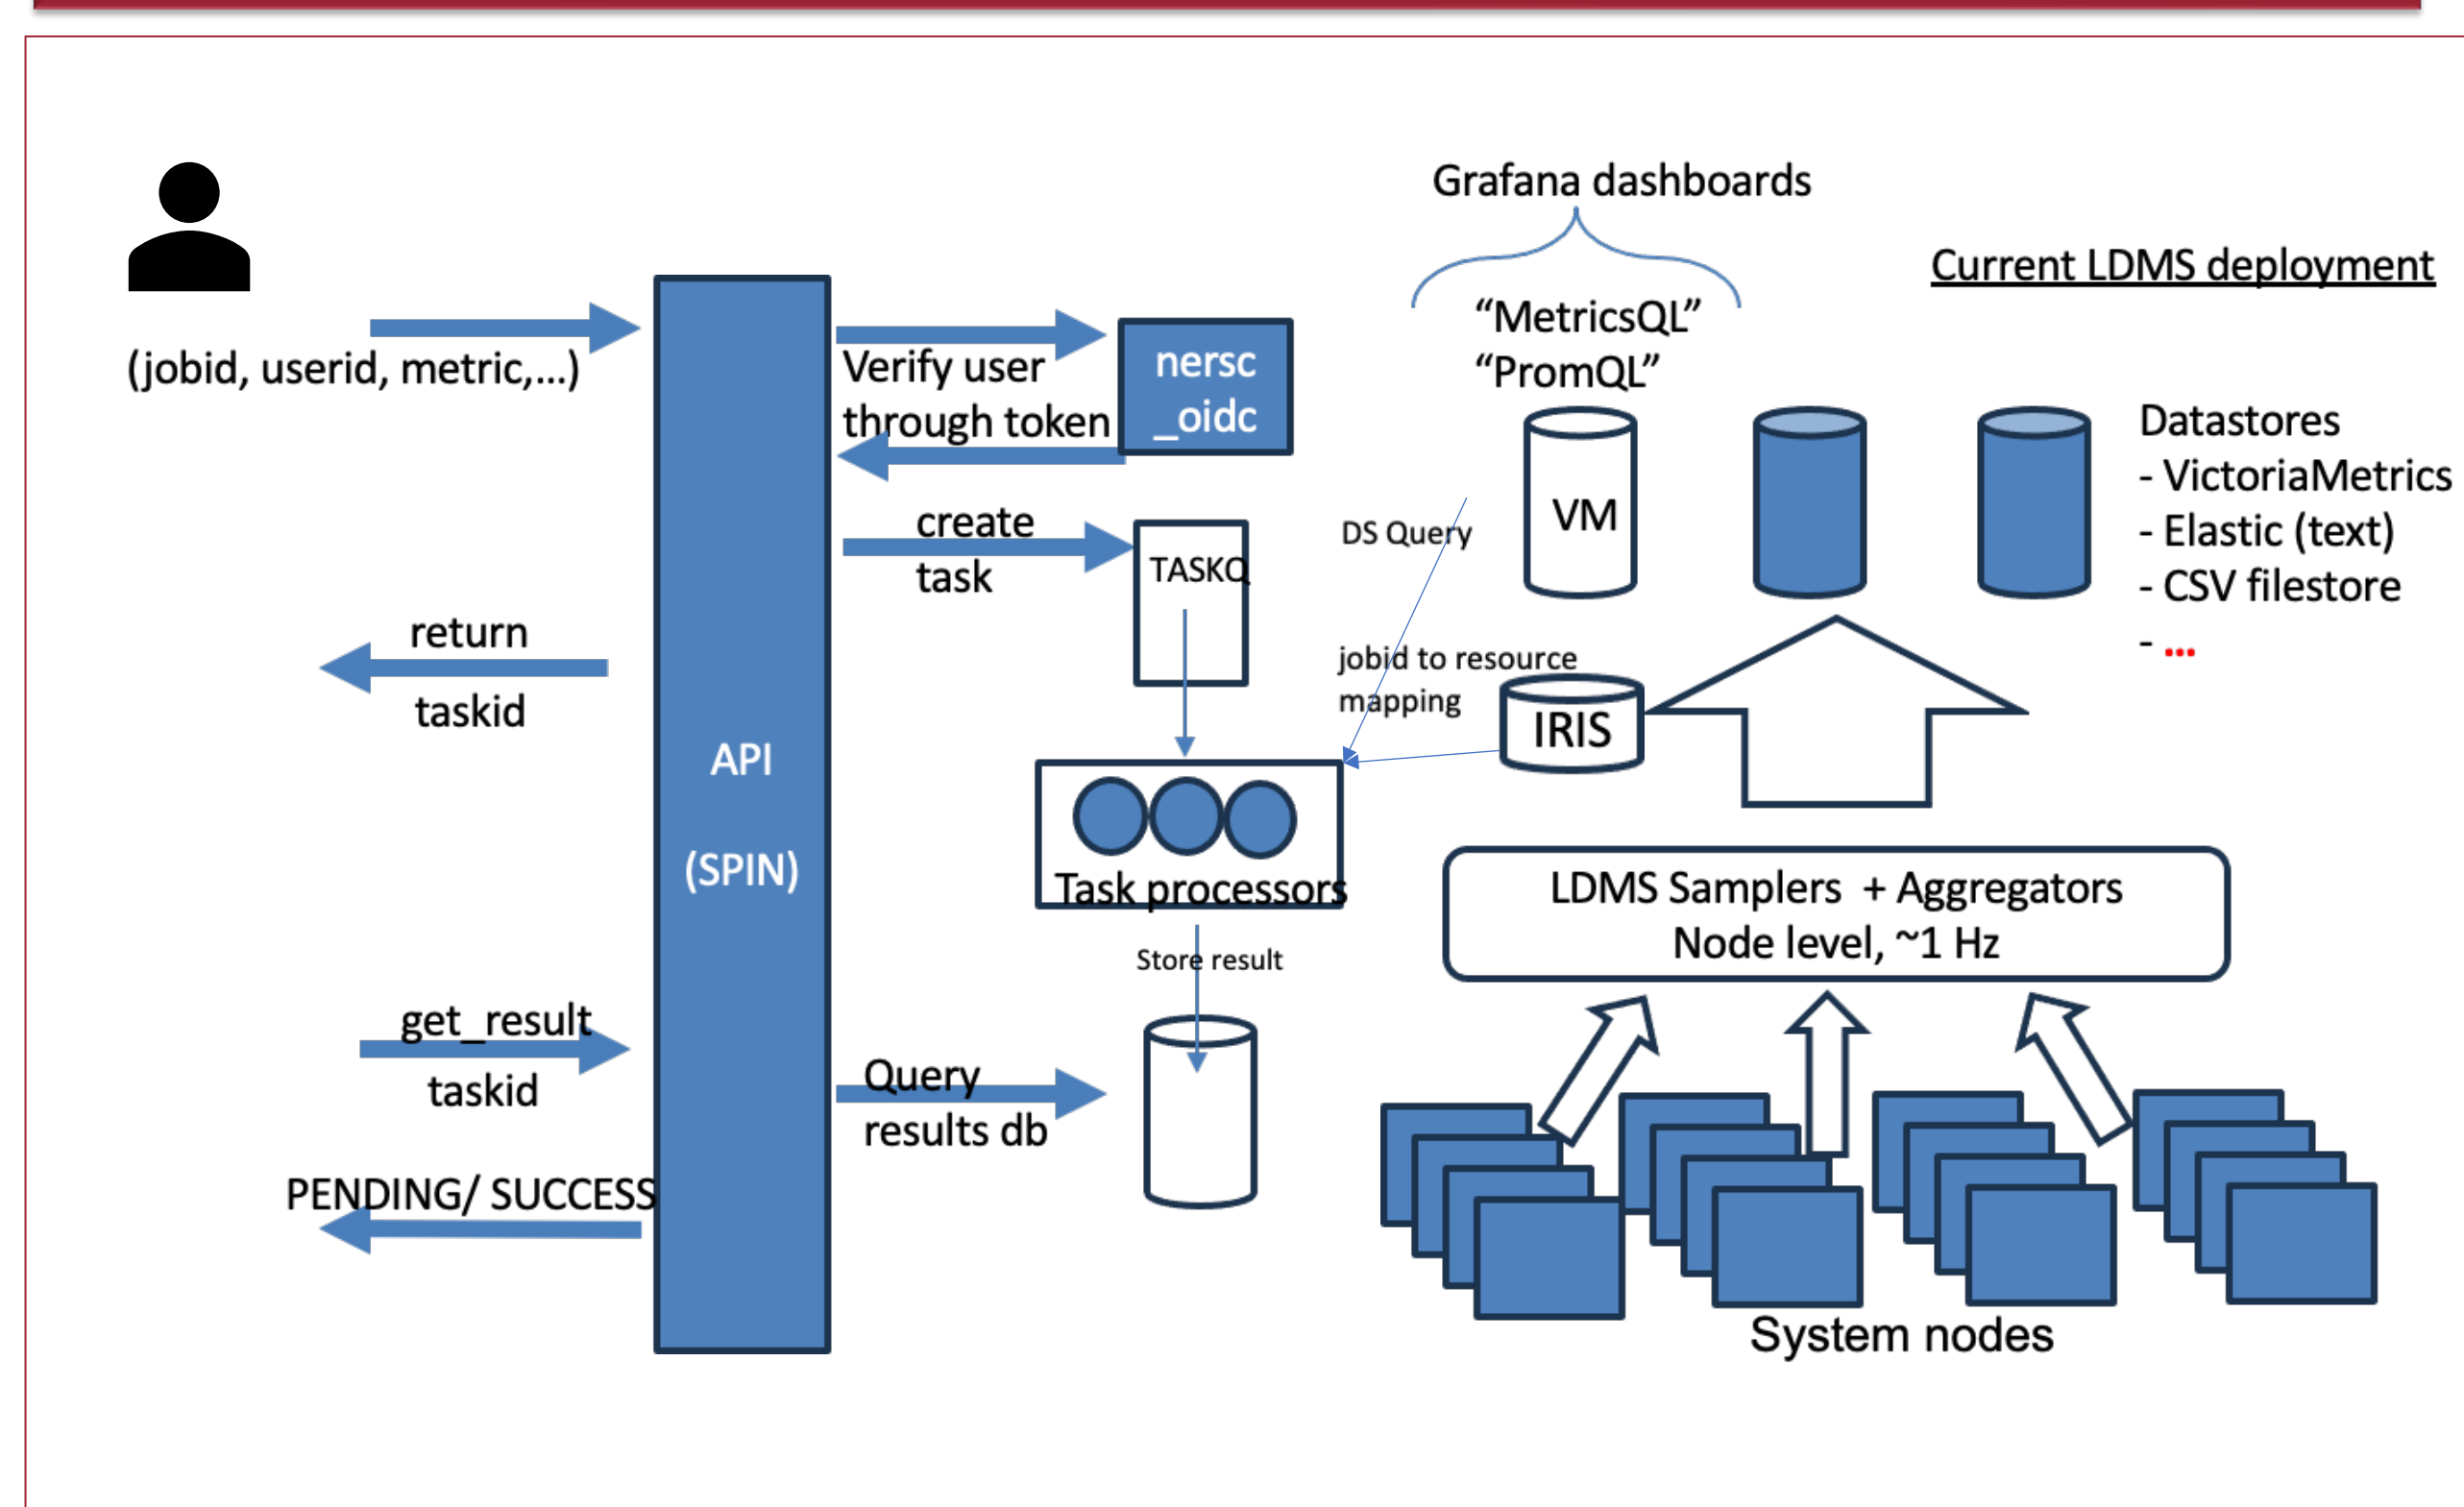 (jobid, userid, metric,...)
return
taskid
get_result
taskid
PENDING/ SUCCESS
API
(SPIN)
Verify user
through token
nersc
_oidc
create
task
TASKQ
Task processors
Store result
Query
results db
DS Query
jobid to resource
mapping
IRIS
Grafana dashboards
“MetricsQL”
“PromQL”
VM
Current LDMS deployment
Datastores
- VictoriaMetrics
- Elastic (text)
- CSV filestore
- ...
LDMS Samplers + Aggregators
Node level, ~1 Hz
System nodes